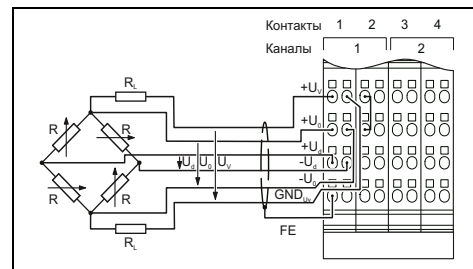 Контакты 1 2 3 4
Каналы 1 2
R_L
+U_V
+U_0
R R
+U_d
U_d U_0 U_V
-U_d
-U_0
R R
GND_Uv
FE
R_L